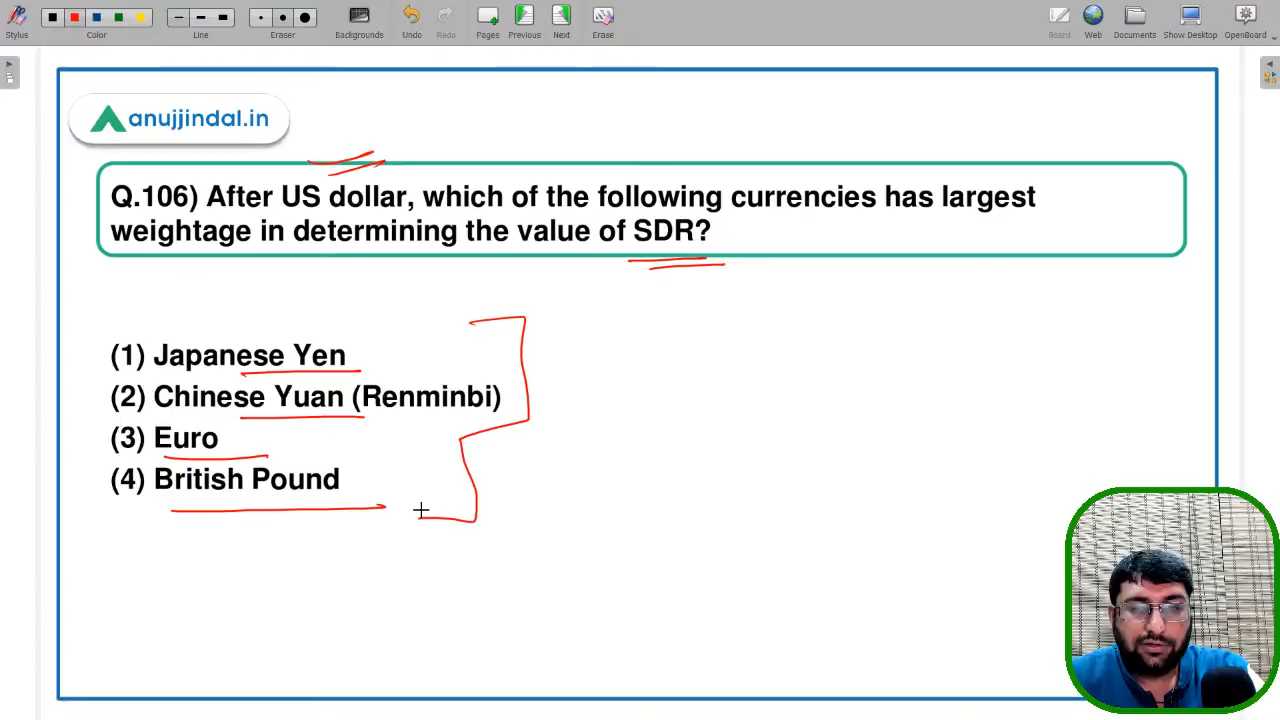 Stylus
Color
Line
Eraser
Backgrounds
Undo
Redo
Pages
Previous
Next
Erase
Board
Web
Documents
Show Desktop
OpenBoard
anujjindal.in
Q.106) After US dollar, which of the following currencies has largest
weightage in determining the value of SDR?
(1) Japanese Yen
(2) Chinese Yuan (Renminbi)
(3) Euro
(4) British Pound